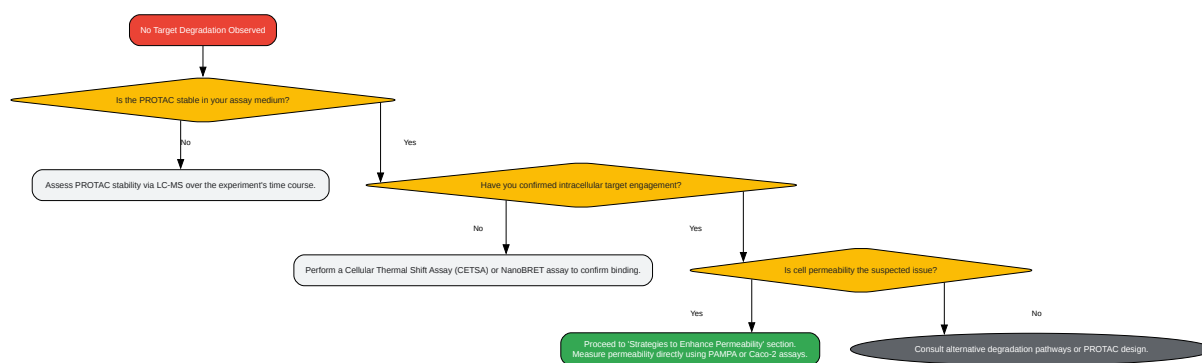 No Target Degradation Observed
Is the PROTAC stable in your assay medium?
No
Yes
Assess PROTAC stability via LC-MS over the experiment's time course.
Have you confirmed intracellular target engagement?
No
Yes
Perform a Cellular Thermal Shift Assay (CETSA) or NanoBRET assay to confirm binding.
Is cell permeability the suspected issue?
Yes
No
Proceed to 'Strategies to Enhance Permeability' section.
Measure permeability directly using PAMPA or Caco-2 assays.
Consult alternative degradation pathways or PROTAC design.